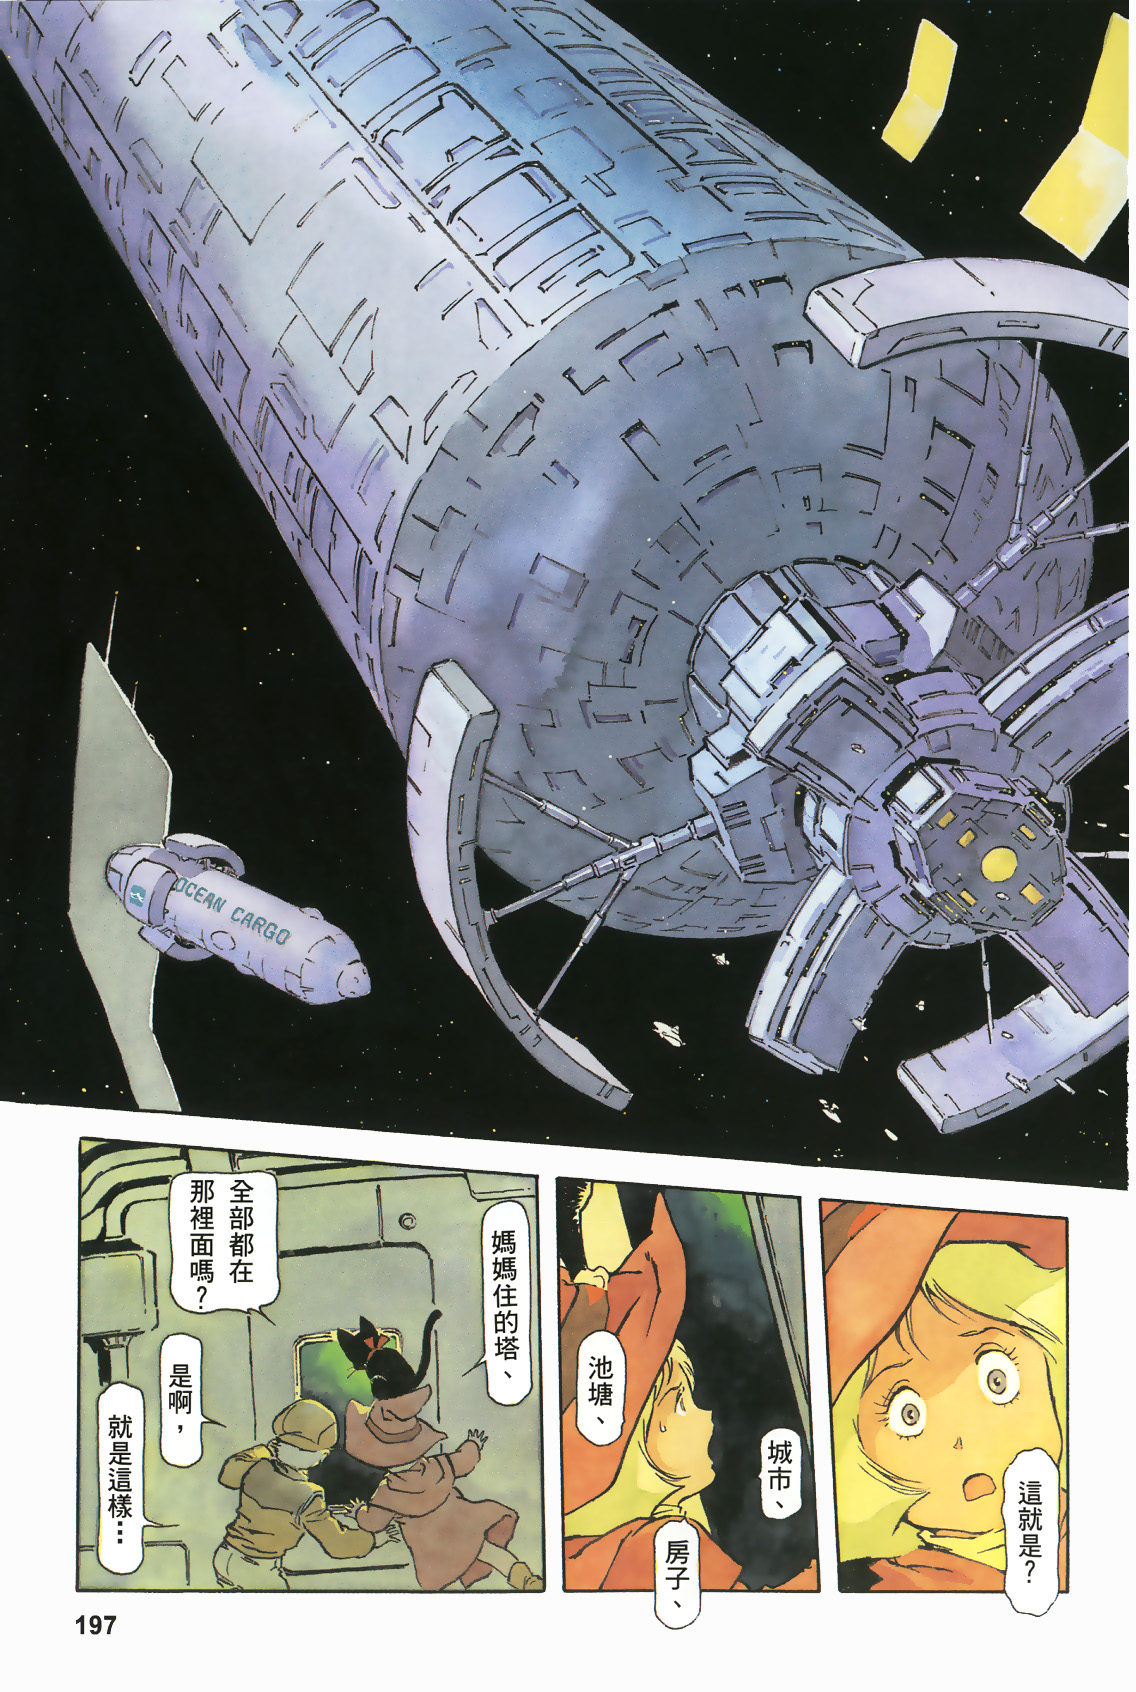 OCEAN CARGO
這就是？
城市、
房子、
池塘、
媽媽住的塔、
全部都在
那裡面嗎？
是啊，
就是這樣…
197